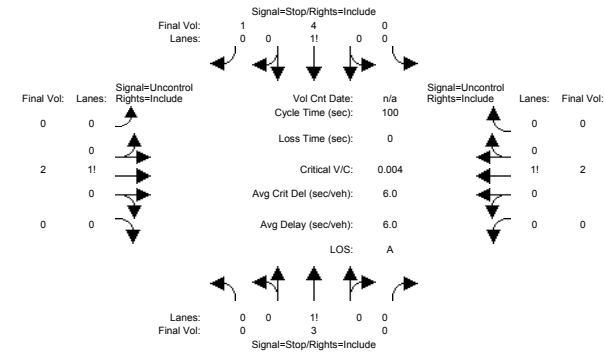 Signal=Stop/Rights=Include
Final Vol: 1 4 0
Lanes: 0 0 1! 0 0
Signal=Uncontrol
Final Vol: Lanes: Rights=Include
Vol Cnt Date: n/a
Signal=Uncontrol
Rights=Include Lanes: Final Vol:
Cycle Time (sec): 100
0 0
0 0
Loss Time (sec): 0
0
0
2 1!
Critical V/C: 0.004
1! 2
0
Avg Crit Del (sec/veh): 6.0
0
0 0
Avg Delay (sec/veh): 6.0
0 0
LOS: A
Lanes: 0 0 1! 0 0
Final Vol: 0 3 0
Signal=Stop/Rights=Include